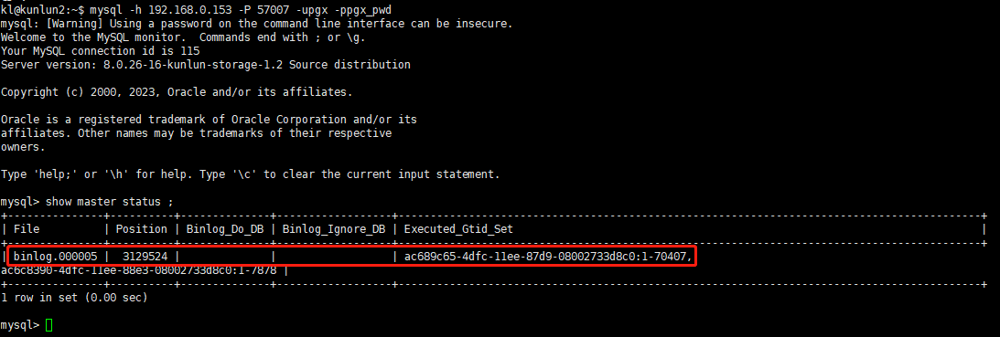 kl@kunlun2:~$ mysql -h 192.168.0.153 -P 57007 -upgx -ppgx_pwd
mysql: [Warning] Using a password on the command line interface can be insecure.
Welcome to the MySQL monitor.  Commands end with ; or \g.
Your MySQL connection id is 115
Server version: 8.0.26-16-kunlun-storage-1.2 Source distribution
Copyright (c) 2000, 2023, Oracle and/or its affiliates.
Oracle is a registered trademark of Oracle Corporation and/or its
affiliates. Other names may be trademarks of their respective
owners.
Type 'help;' or '\h' for help. Type '\c' to clear the current input statement.
mysql> show master status ;
+---------------+----------+--------------+------------------+------------------------------------------------------------------------------------------+
| File          | Position | Binlog_Do_DB | Binlog_Ignore_DB | Executed_Gtid_Set                                                                        |
+---------------+----------+--------------+------------------+------------------------------------------------------------------------------------------+
| binlog.000005 |  3129524 |              |                  | ac689c65-4dfc-11ee-87d9-08002733d8c0:1-70407,
ac6c8390-4dfc-11ee-88e3-08002733d8c0:1-7878 |
+---------------+----------+--------------+------------------+------------------------------------------------------------------------------------------+
1 row in set (0.00 sec)
mysql>